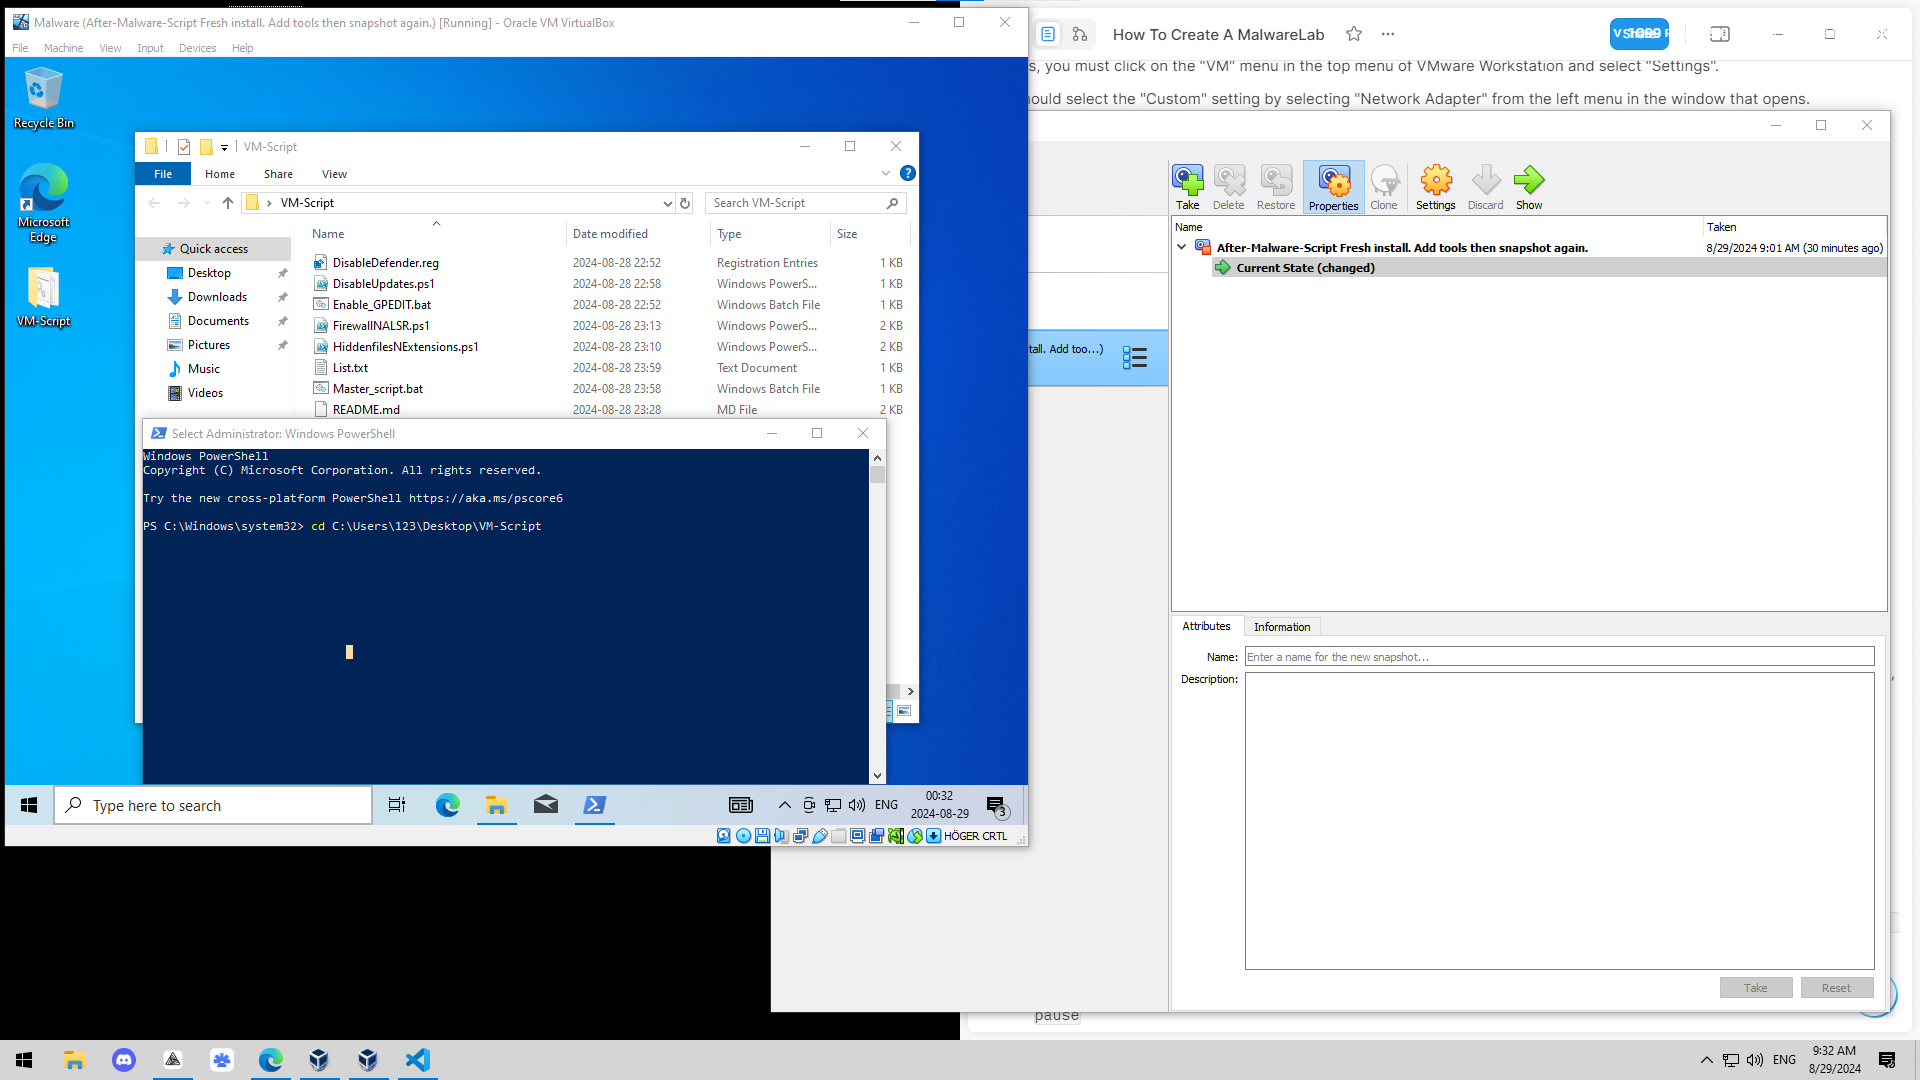 Malware (After-Malware-Script Fresh install. Add tools then snapshot again.) [Running] - Oracle VM VirtualBox
File Machine View Input Devices Help
Recycle Bin
Microsoft Edge
VM-Script
VM-Script
File Home Share View
VM-Script
Search VM-Script
Name Date modified Type Size
Quick access
Desktop
Downloads
Documents
Pictures
Music
Videos
DisableDefender.reg 2024-08-28 22:52 Registration Entries 1 KB
DisableUpdates.ps1 2024-08-28 22:58 Windows PowerS... 1 KB
Enable_GPEDIT.bat 2024-08-28 22:52 Windows Batch File 1 KB
FirewallNALSR.ps1 2024-08-28 23:13 Windows PowerS... 2 KB
HiddenfilesNExtensions.ps1 2024-08-28 23:10 Windows PowerS... 2 KB
List.txt 2024-08-28 23:59 Text Document 1 KB
Master_script.bat 2024-08-28 23:58 Windows Batch File 1 KB
README.md 2024-08-28 23:28 MD File 2 KB
Select Administrator: Windows PowerShell
Windows PowerShell
Copyright (C) Microsoft Corporation. All rights reserved.
Try the new cross-platform PowerShell https://aka.ms/pscore6
PS C:\Windows\system32> cd C:\Users\123\Desktop\VM-Script
Type here to search
ENG
00:32
2024-08-29
3
HÖGER CRTL
How To Create A MalwareLab
s, you must click on the "VM" menu in the top menu of VMware Workstation and select "Settings".
ould select the "Custom" setting by selecting "Network Adapter" from the left menu in the window that opens.
Take Delete Restore Properties Clone Settings Discard Show
Name Taken
After-Malware-Script Fresh install. Add tools then snapshot again. 8/29/2024 9:01 AM (30 minutes ago)
Current State (changed)
tall. Add too...)
Attributes Information
Name: Enter a name for the new snapshot...
Description:
Take Reset
pause
ENG
9:32 AM
8/29/2024